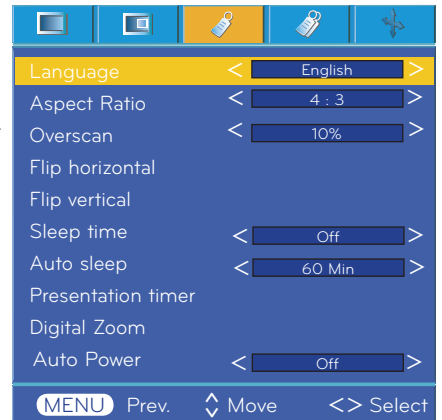 Language < English >
Aspect Ratio < 4 : 3 >
Overscan < 10% >
Flip horizontal
Flip vertical
Sleep time < Off >
Auto sleep < 60 Min >
Presentation timer
Digital Zoom
Auto Power < Off >
MENU Prev. Move <> Select